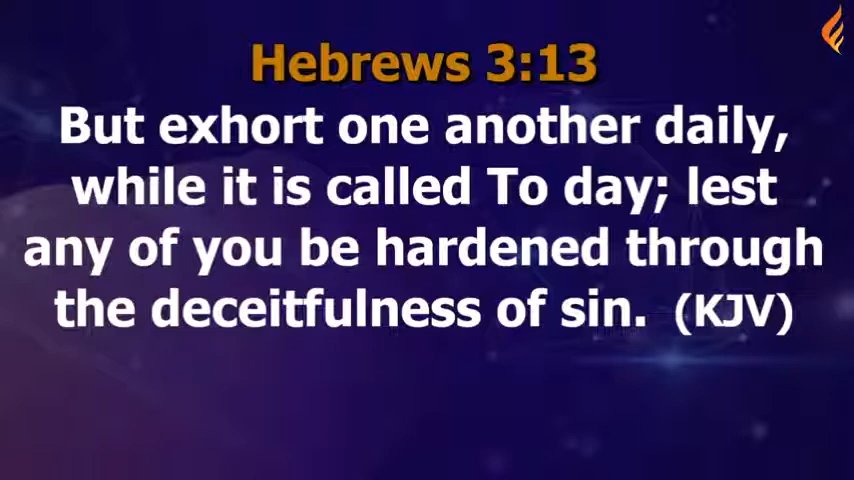 Hebrews 3:13
But exhort one another daily,
while it is called To day; lest
any of you be hardened through
the deceitfulness of sin. (KJV)